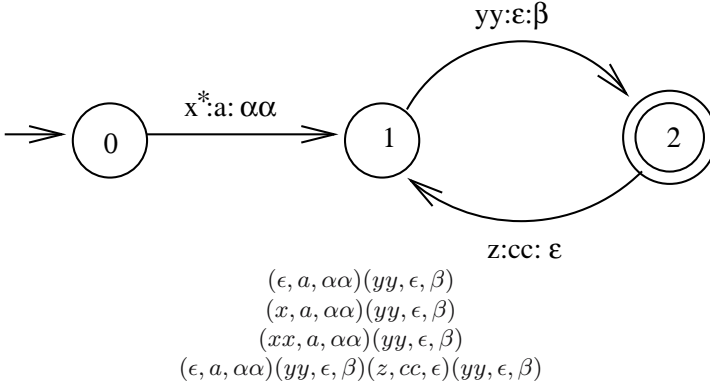 yy:ε:β
x*:a: αα
0 1 2
z:cc: ε
(ϵ, a, αα)(yy, ϵ, β)
(x, a, αα)(yy, ϵ, β)
(xx, a, αα)(yy, ϵ, β)
(ϵ, a, αα)(yy, ϵ, β)(z, cc, ϵ)(yy, ϵ, β)